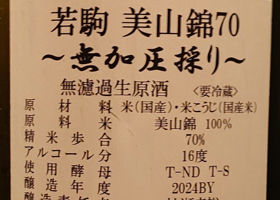 若駒 美山錦70
～無加圧採り～
無濾過生原酒 <要冷蔵>
原材料 米(国産)・米こうじ(国産米)
原料米 美山錦 100%
精米歩合 70%
アルコール分 16度
使用酵母 T-ND T-S
醸造年度 2024BY